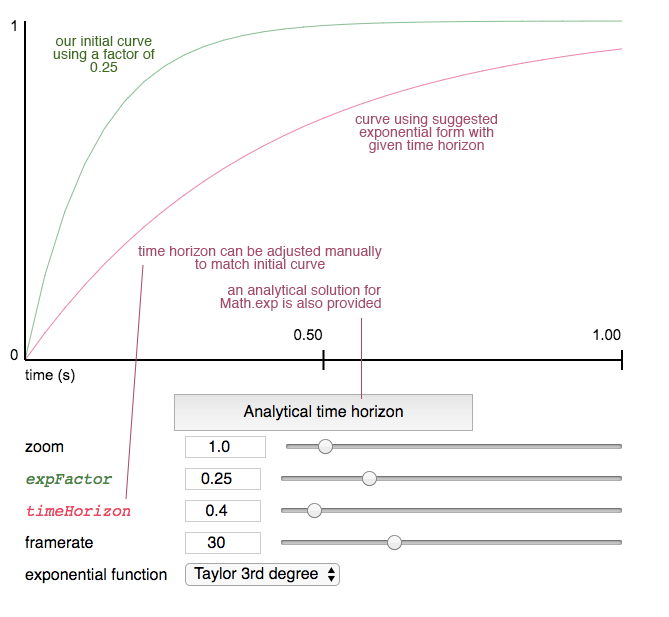 1
our initial curve
using a factor of
0.25
curve using suggested
exponential form with
given time horizon
time horizon can be adjusted manually
to match initial curve
an analytical solution for
Math.exp is also provided
0.50
1.00
0
time (s)
Analytical time horizon
zoom
1.0
expFactor
0.25
timeHorizon
0.4
framerate
30
exponential function
Taylor 3rd degree